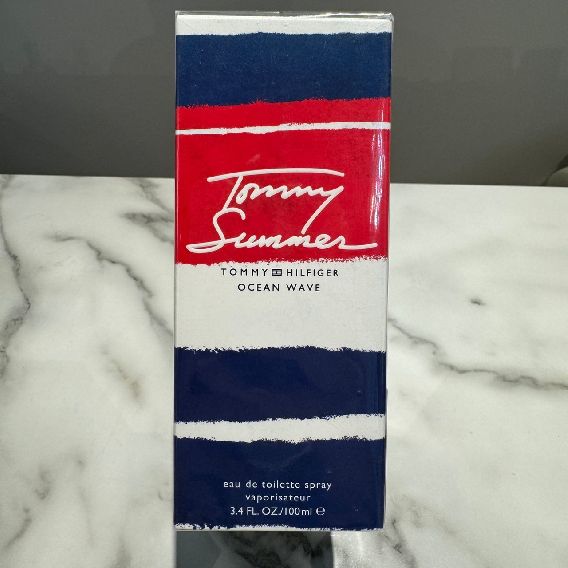 Tommy
Summer
TOMMY HILFIGER
OCEAN WAVE
eau de toilette spray
vaporisateur
3.4 FL. OZ/100ml ℮